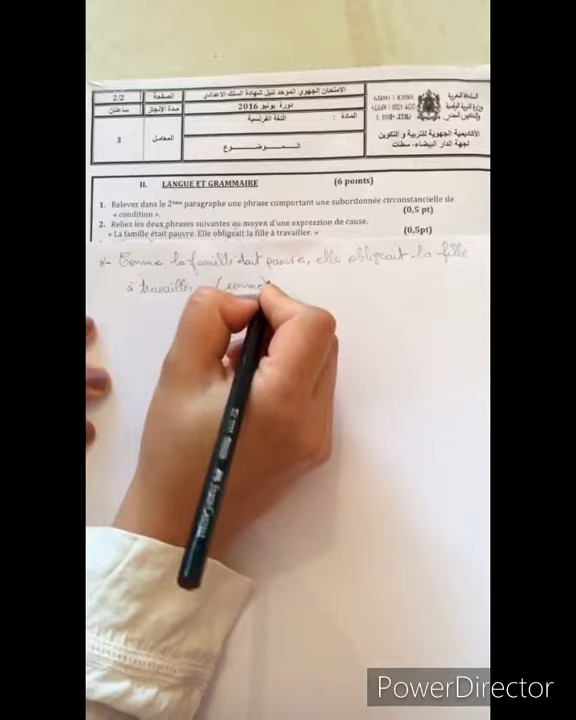 الامتحان الجهوي الموحد لنيل شهادة السلك الاعدادي
دورة يونيو 2016
المادة : اللغة الفرنسية
الموضوع
الصفحة 2/2
مدة الإنجاز ساعتان
المعامل 3
المملكة المغربية
الأكاديمية الجهوية للتربية و التكوين
لجهة الدار البيضاء- سطات
II. LANGUE ET GRAMMAIRE (6 points)
1. Relevez dans le 2ème paragraphe une phrase comportant une subordonnée circonstancielle de
« condition ». (0,5 pt)
2. Reliez les deux phrases suivantes au moyen d'une expression de cause.
« La famille était pauvre. Elle obligeait la fille à travailler. » (0,5pt)
Comme la famille était pauvre, elle obligeait la fille
à travailler (comme)
PowerDirector